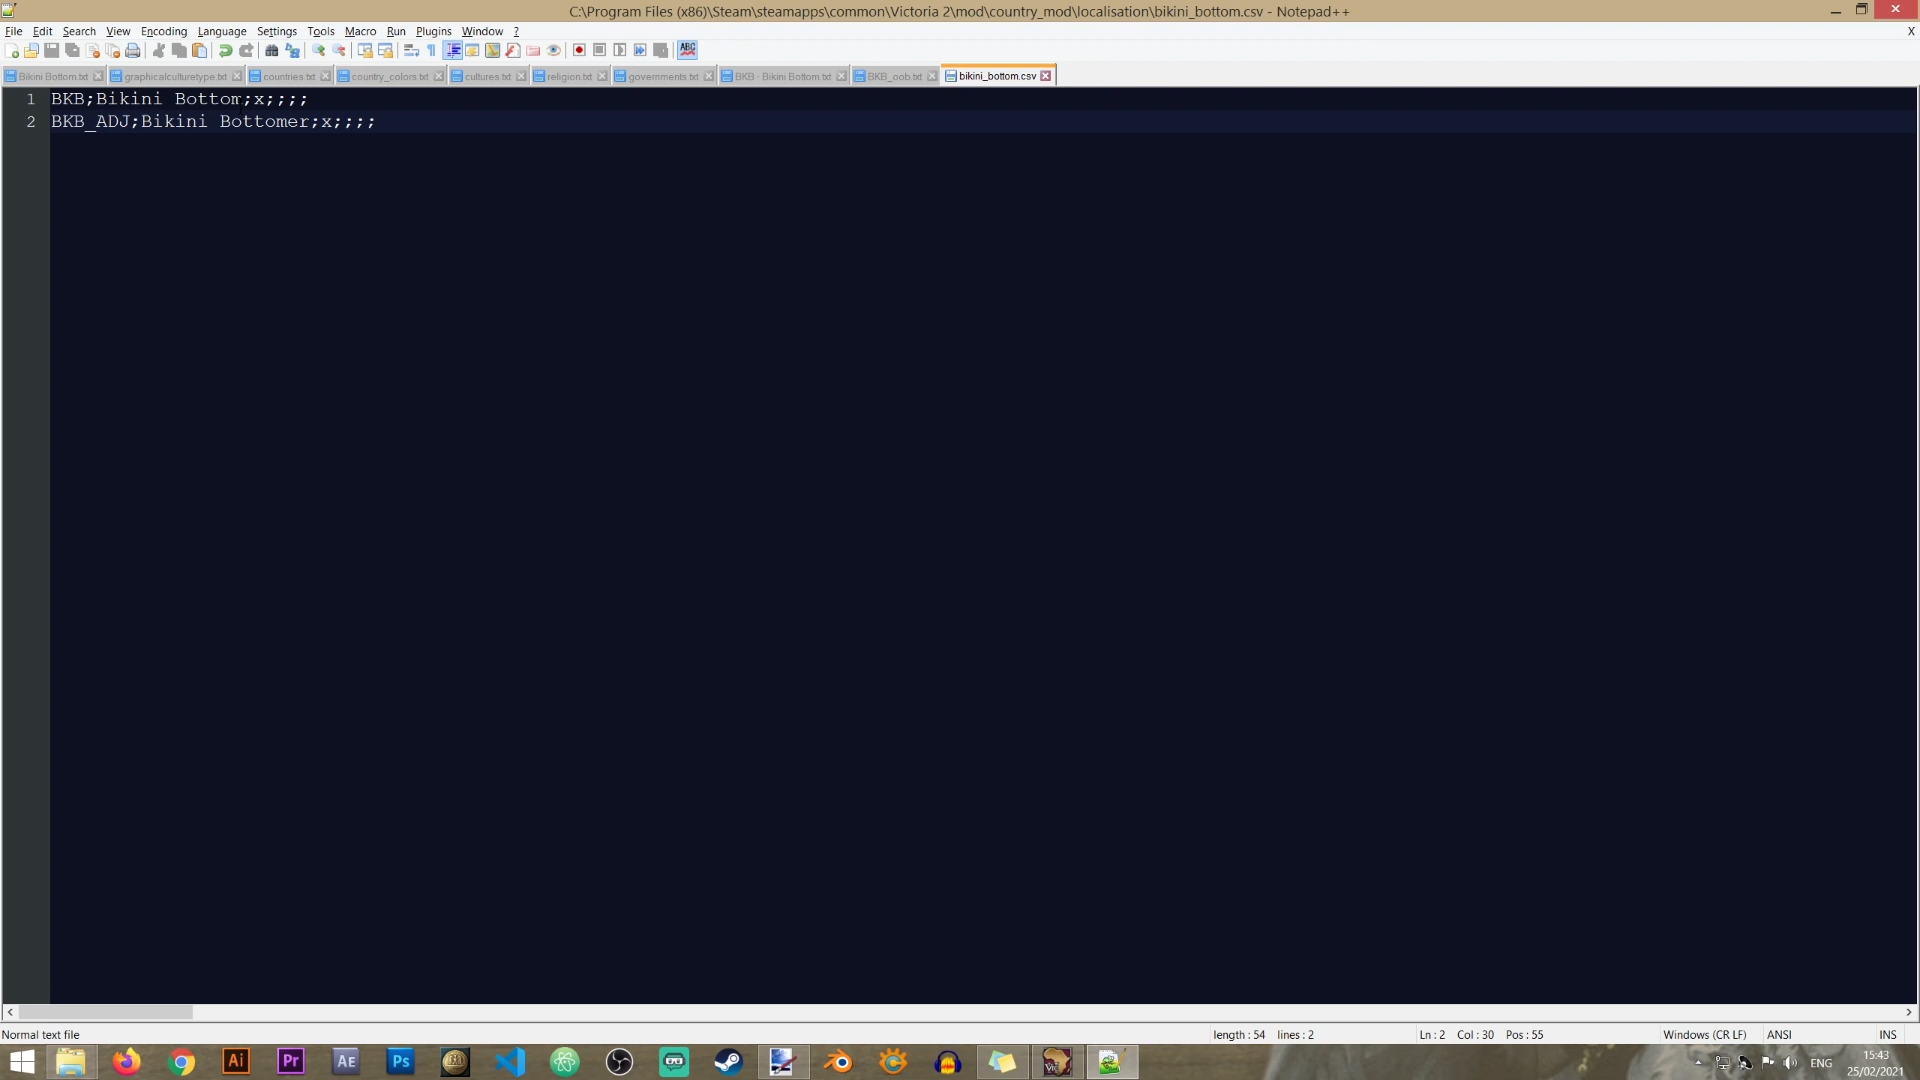 C:\Program Files (x86)\Steam\steamapps\common\Victoria 2\mod\country_mod\localisation\bikini_bottom.csv - Notepad++
File Edit Search View Encoding Language Settings Tools Macro Run Plugins Window ? X
Bikini Bottom.txt graphicalculturetype.txt countries.txt country_colors.txt cultures.txt religion.txt governments.txt BKB - Bikini Bottom.txt BKB_oob.txt bikini_bottom.csv
1 BKB;Bikini Bottom;x;;;;
2 BKB_ADJ;Bikini Bottomer;x;;;;
Normal text file length : 54 lines : 2 Ln : 2 Col : 30 Pos : 55 Windows (CR LF) ANSI INS
Ai Pr AE Ps ENG 15:43
25/02/2021